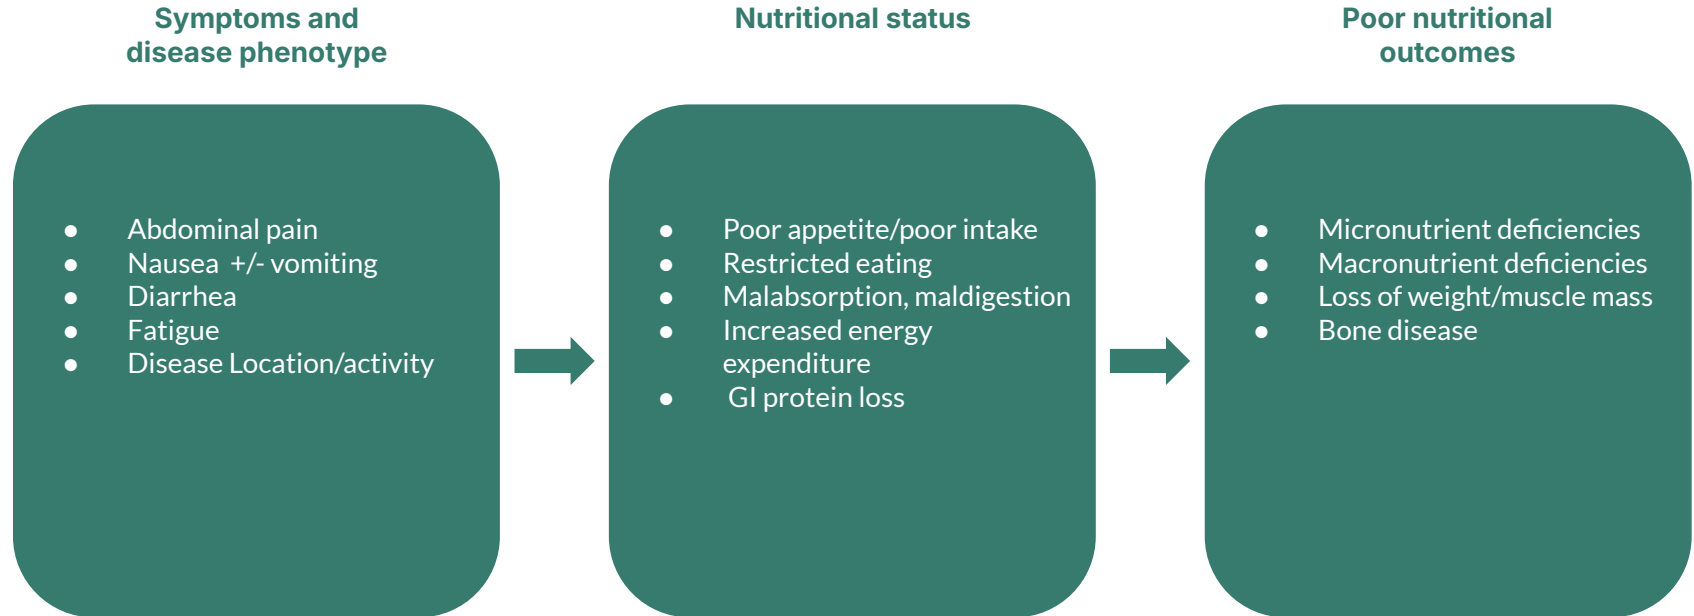 Symptoms and
disease phenotype
● Abdominal pain
● Nausea  +/- vomiting
● Diarrhea
● Fatigue
● Disease Location/activity
Nutritional status
● Poor appetite/poor intake
● Restricted eating
● Malabsorption, maldigestion
● Increased energy
expenditure
● GI protein loss
Poor nutritional
outcomes
● Micronutrient deficiencies
● Macronutrient deficiencies
● Loss of weight/muscle mass
● Bone disease